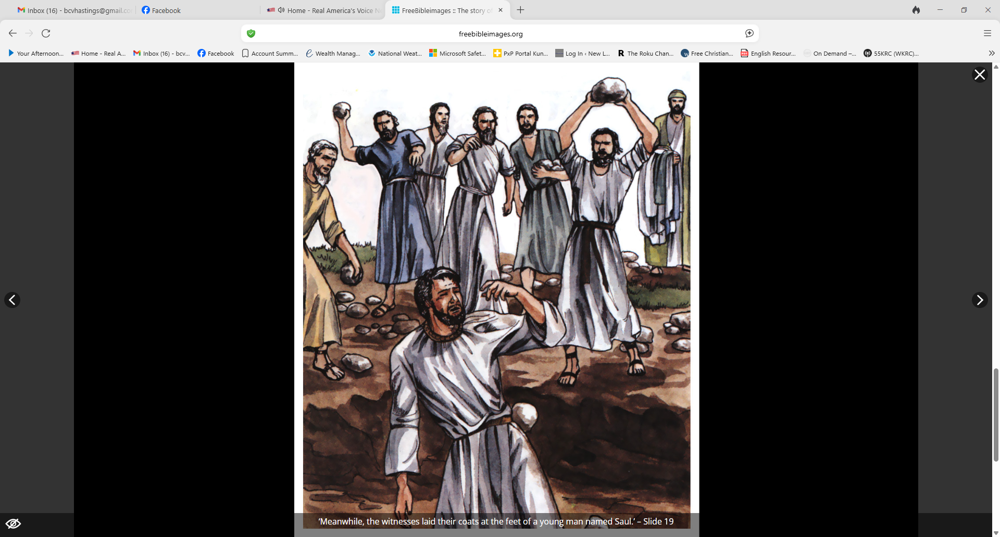 Inbox (16) - bcvhastings@gmail.co
Facebook
Home - Real America's Voice N
FreeBibleimages :: The story of
freebibleimages.org
Your Afternoon...
Home - Real A...
Inbox (16) - bcv...
Facebook
Account Summ...
Wealth Manag...
National Weat...
Microsoft Safet...
PxP Portal Kun...
Log In ‹ New L...
R The Roku Chan...
Free Christian...
PDF English Resour...
On Demand –...
55KRC (WKRC)...
‘Meanwhile, the witnesses laid their coats at the feet of a young man named Saul.’ – Slide 19